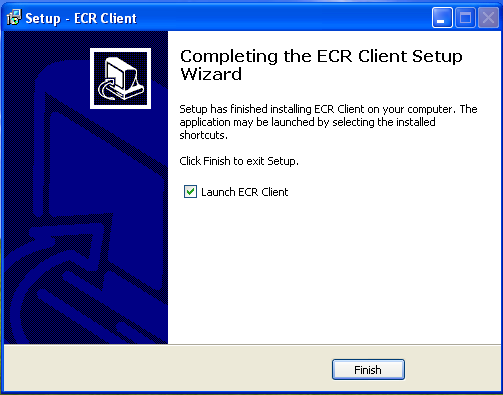 Setup - ECR Client
Completing the ECR Client Setup
Wizard
Setup has finished installing ECR Client on your computer. The
application may be launched by selecting the installed
shortcuts.
Click Finish to exit Setup.
Launch ECR Client
Finish